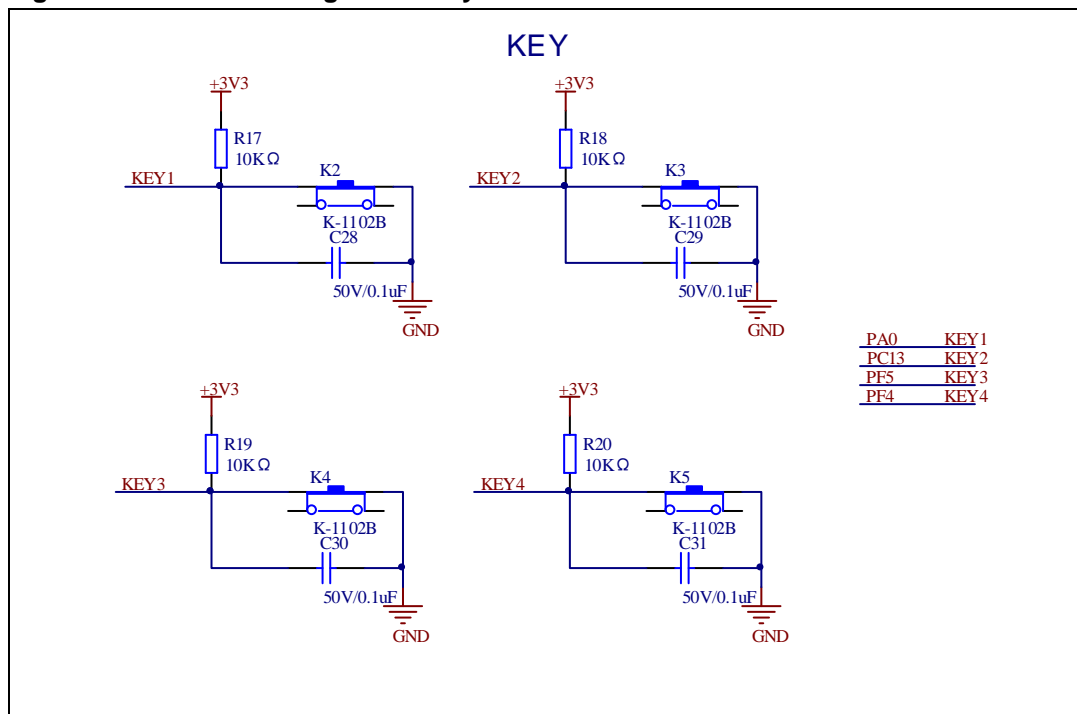 KEY
+3V3
R17
10KΩ
KEY1
K2
K-1102B
C28
50V/0.1uF
GND
+3V3
R18
10KΩ
KEY2
K3
K-1102B
C29
50V/0.1uF
GND
PA0 KEY1
PC13 KEY2
PF5 KEY3
PF4 KEY4
+3V3
R19
10KΩ
KEY3
K4
K-1102B
C30
50V/0.1uF
GND
+3V3
R20
10KΩ
KEY4
K5
K-1102B
C31
50V/0.1uF
GND